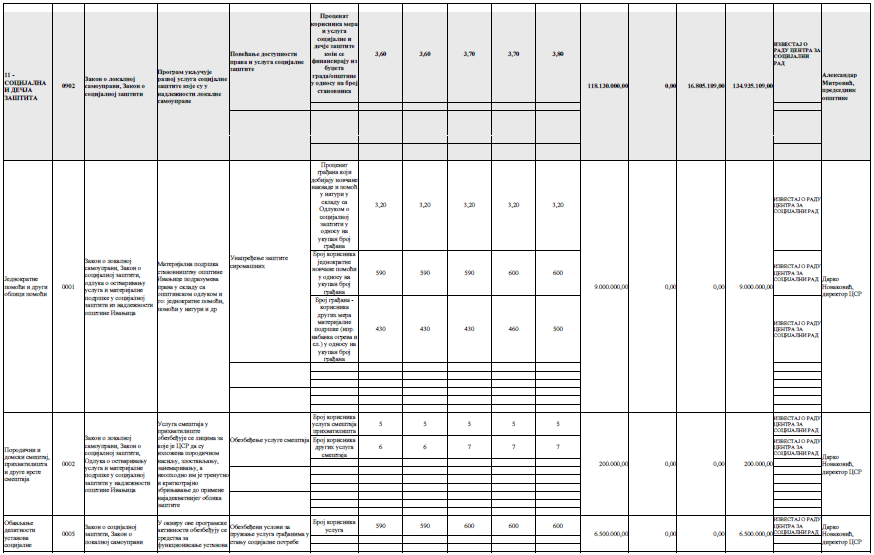 11 -
СОЦИЈАЛНА
И ДЕЧЈА
ЗАШТИТА
0902
Закон о локалној
самоуправи, Закон о
социјалној заштити
Програм укључује
развој услуга социјалне
заштите које су у
надлежности локалне
самоуправе
Повећање доступности
права и услуга социјалне
заштите
Проценат
корисника мера
и услуга
социјалне и
дечје заштите
који се
финансирају из
буџета
града/општине
у односу на број
становника
3,60
3,60
3,70
3,70
3,80
118.130.000,00
0,00
16.805.109,00
134.935.109,00
ИЗВЕСТАЈ О
РАДУ ЦЕНТРА ЗА
СОЦИЈАЛНИ
РАД
Александар
Митровић,
председник
општине
Једнократне
помоћи и други
облици помоћи
0001
Закон о локалној
самоуправи, Закон о
социјалној заштити,
одлука о остваривању
услуга и материјалне
подршке у социјалној
заштити из надлежности
општине Ивањица
Материјална подршка
становништву општине
Ивањице подразумева
права у складу са
општинском одлуком и
то: једнократне помоћи,
помоћи у натури и др
Унапређење заштите
сиромашних
Проценат
грађана који
добијају новчане
накнаде и помоћ
у натури у
складу са
Одлуком о
социјалној
заштити у
односу на
укупан број
грађана
3,20
3,20
3,20
3,20
3,20
ИЗВЕСТАЈ О РАДУ
ЦЕНТРА ЗА
СОЦИЈАЛНИ РАД
Број корисника
једнократне
новчане помоћи
у односу на
укупан број
грађана
590
590
590
600
600
9.000.000,00
0,00
0,00
9.000.000,00
ИЗВЕСТАЈ О РАДУ
ЦЕНТРА ЗА
СОЦИЈАЛНИ РАД
Дарко
Новаковић,
директор ЦСР
Број грађана -
корисника
других мера
материјалне
подршке (нпр.
набавка огрева и
сл.) у односу на
укупан број
грађана
430
430
430
460
500
ИЗВЕСТАЈ О РАДУ
ЦЕНТРА ЗА
СОЦИЈАЛНИ РАД
Породични и
домски смештај,
прихватилишта
и друге врсте
смештаја
0002
Закон о локалној
самоуправи, Закон о
социјалној заштити,
Одлука о остваривању
услуга и материјалне
подршке у социјалној
заштити у надлежности
општине Ивањица
Услуга смештаја у
прихватилиште
обезбеђује се лицима за
које је ЦСР да су
изложена породичном
насиљу, злостављању,
занемаривању, а
неопходно им је тренутно
и краткотрајно
збрињавање до примене
најадекватнијег облика
заштите
Обезбеђење услуге смештаја
Број корисника
услуга смештаја
прихватилишта
5
5
5
5
5
ИЗВЕСТАЈ О РАДУ
ЦЕНТРА ЗА
СОЦИЈАЛНИ РАД
Број корисника
других услуга
смештаја
6
6
7
7
7
200.000,00
0,00
0,00
200.000,00
ИЗВЕСТАЈ О РАДУ
ЦЕНТРА ЗА
СОЦИЈАЛНИ РАД
Дарко
Новаковић,
директор ЦСР
Обављање
делатности
установа
социјалне
0005
Закон о социјалној
заштити, Закон о
локалној самоуправи
У оквиру ове програмске
активности обезбеђују се
средства за
функционисање установа
Обезбеђени услови за
пружање услуга грађанима у
стању социјалне потребе
Број корисника
услуга
590
590
600
600
600
6.500.000,00
0,00
0,00
6.500.000,00
ИЗВЕСТАЈ О РАДУ
ЦЕНТРА ЗА
СОЦИЈАЛНИ РАД
Дарко
Новаковић,
директор ЦСР